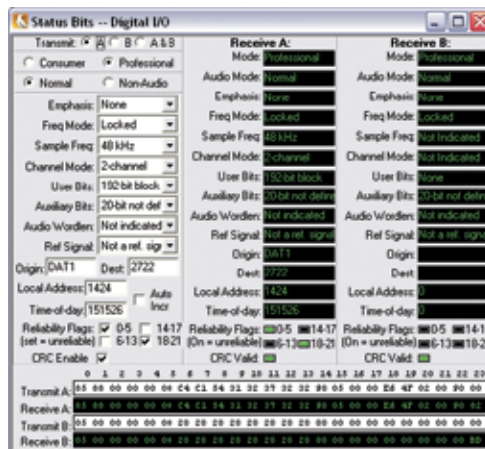 Status Bits -- Digital I/O
Transmit: A B A & B
Consumer Professional
Normal Non-Audio
Emphasis: None
Freq Mode: Locked
Sample Freq: 48 kHz
Channel Mode: 2-channel
User Bits: 192-bit block
Auxiliary Bits: 20-bit not def
Audio Wordlen: Not indicated
Ref Signal: Not a ref. sig
Origin: DAT1 Dest: 2722
Local Address: 1424
Auto Incr
Time-of-day: 151526
Reliability Flags: 0-5 14-17
(set = unreliable) 6-13 18-21
CRC Enable
Receive A:
Mode: Professional
Audio Mode: Normal
Emphasis: None
Freq Mode: Locked
Sample Freq: 48 kHz
Channel Mode: 2-channel
User Bits: 192-bit block
Auxiliary Bits: 20-bit not define
Audio Wordlen: Not indicated
Ref Signal: Not a ref. signal
Origin: DAT1
Dest: 2722
Local Address: 1424
Time-of-day: 151526
Reliability Flags: 0-5 14-17
(On = unreliable) 6-13 18-21
CRC Valid:
Receive B:
Mode: Professional
Audio Mode: Normal
Emphasis: None
Freq Mode: Locked
Sample Freq: Not Indicated
Channel Mode: Not Indicated
User Bits: None
Auxiliary Bits: 20-bit not define
Audio Wordlen: Not indicated
Ref Signal: Not a ref. signal
Origin:
Dest:
Local Address: 0
Time-of-day: 0
Reliability Flags: 0-5 14-17
(On = unreliable) 6-13 18-21
CRC Valid:
0 1 2 3 4 5 6 7 8 9 10 11 12 13 14 15 16 17 18 19 20 21 22 23
Transmit A:
Receive A:
Transmit B:
Receive B: